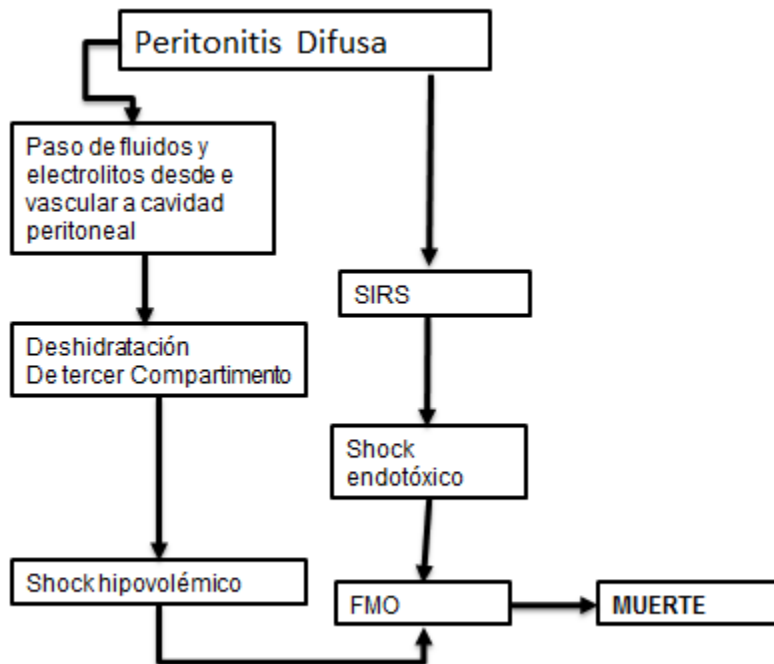 Peritonitis Difusa
Paso de fluidos y
electrolitos desde e
vascular a cavidad
peritoneal
SIRS
Deshidratación
De tercer Compartimento
Shock
endotóxico
Shock hipovolémico
FMO
MUERTE